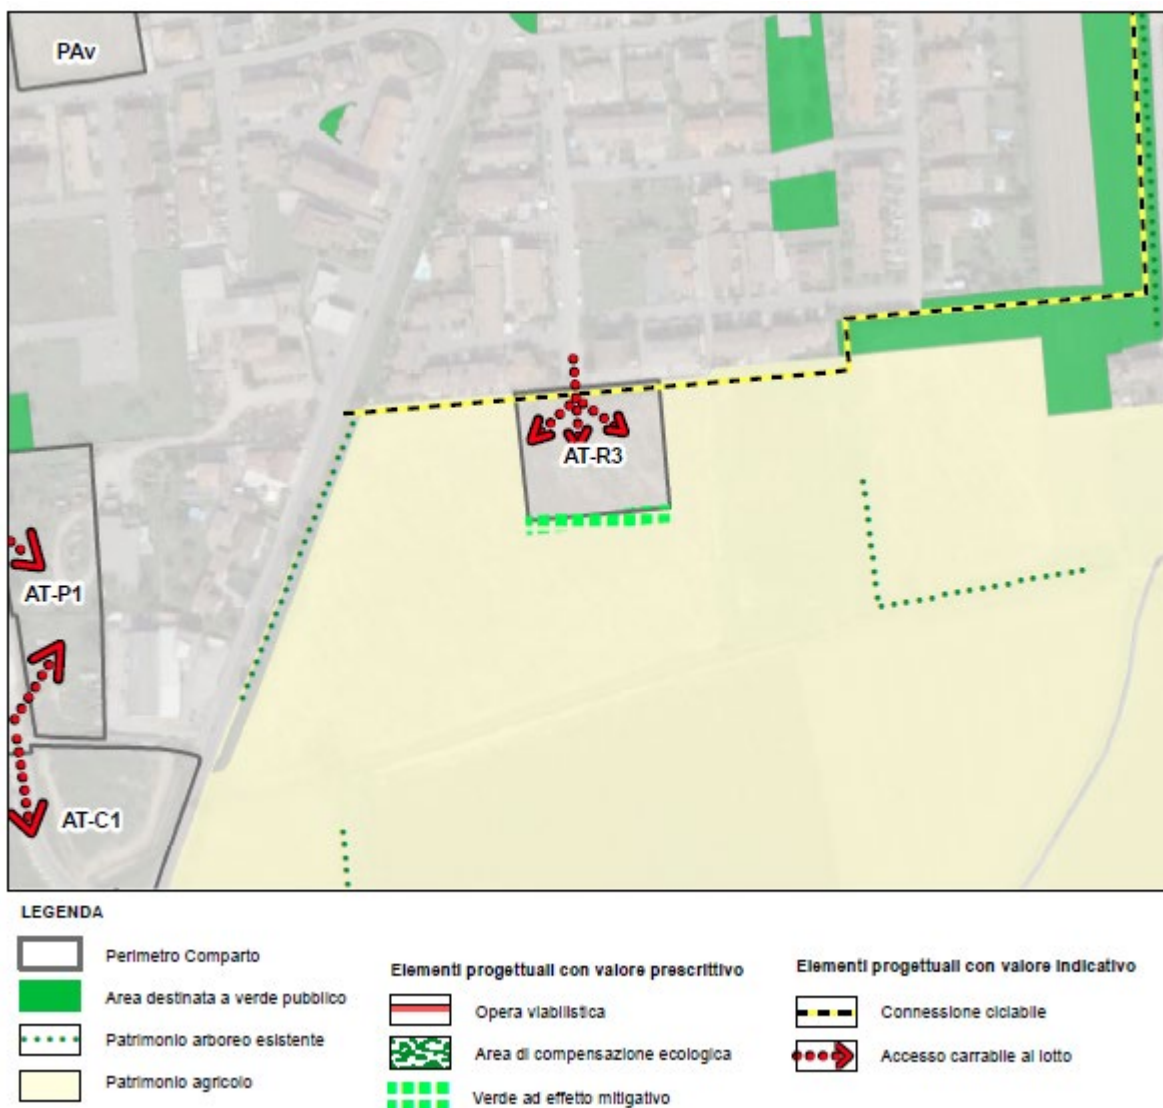 PAv
AT-R3
AT-P1
AT-C1
LEGENDA
Perimetro Comparto
Area destinata a verde pubblico
Patrimonio arboreo esistente
Patrimonio agricolo
Elementi progettuali con valore prescrittivo
Opera viabilistica
Area di compensazione ecologica
Verde ad effetto mitigativo
Elementi progettuali con valore indicativo
Connessione ciclabile
Accesso carrabile al lotto